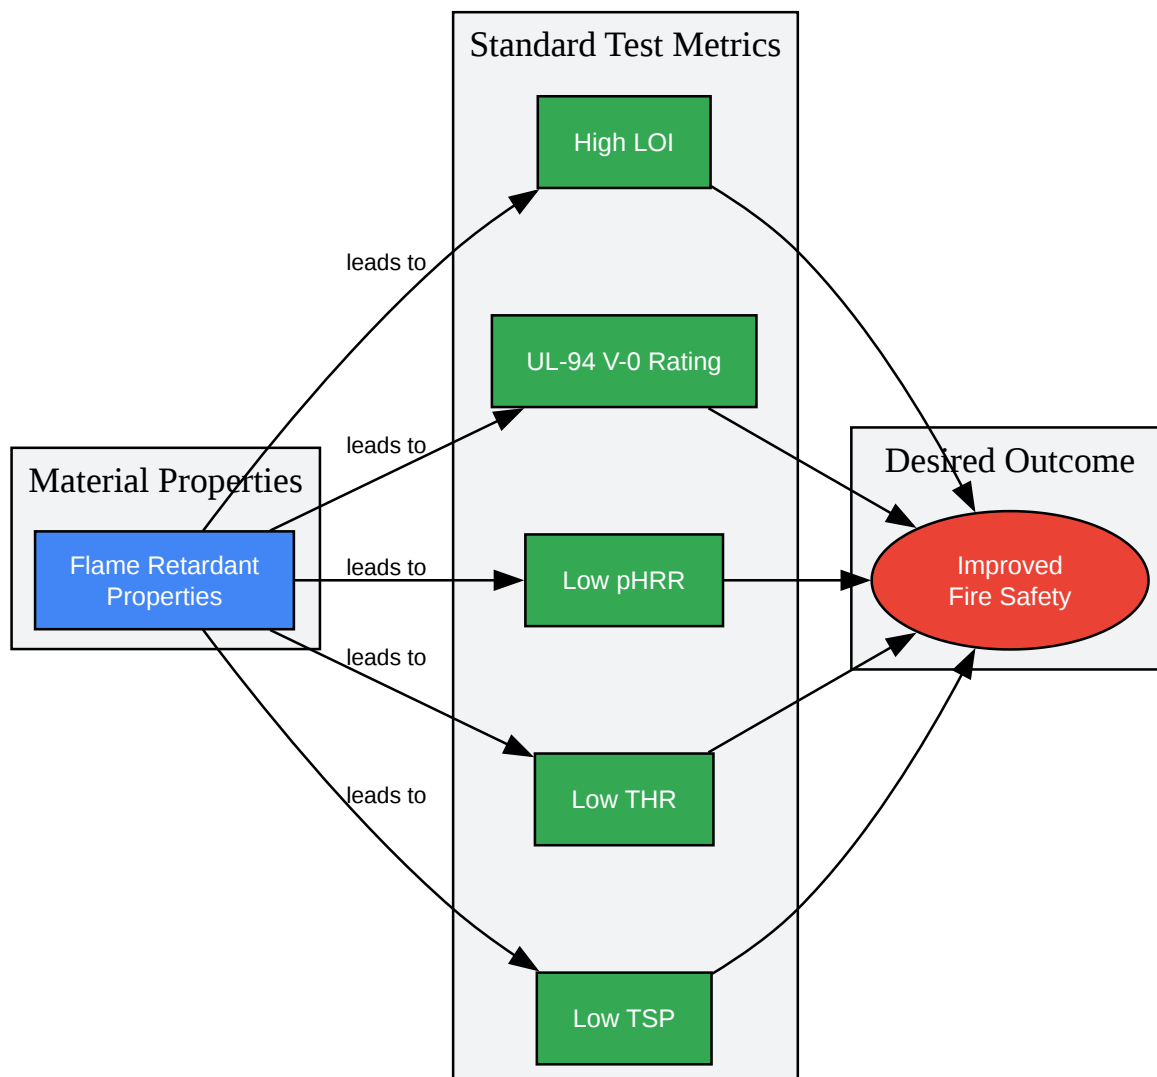 Standard Test Metrics
High LOI
leads to
UL-94 V-0 Rating
leads to
Material Properties
Desired Outcome
Flame Retardant
Properties
leads to
Low pHRR
Improved
Fire Safety
leads to
Low THR
leads to
Low TSP